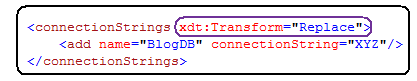 <connectionStrings xdt:Transform="Replace">
<add name="BlogDB" connectionString="XYZ"/>
</connectionStrings>